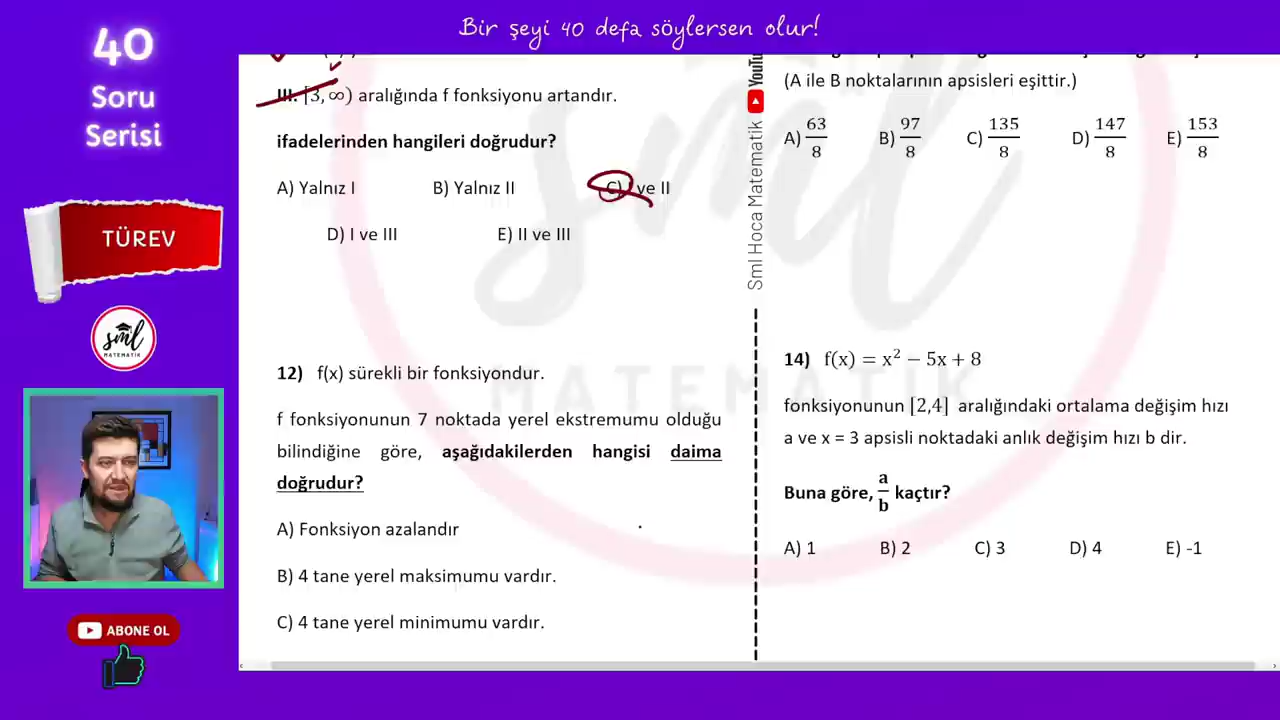 Bir şeyi 40 defa söylersen olur!
40
Soru
Serisi
TÜREV
sml
MATEMATİK
ABONE OL
III. [3, ∞) aralığında f fonksiyonu artandır.
ifadelerinden hangileri doğrudur?
A) Yalnız I
B) Yalnız II
C) I ve II
D) I ve III
E) II ve III
12) f(x) sürekli bir fonksiyondur.
f fonksiyonunun 7 noktada yerel ekstremumu olduğu
bilindiğine göre, aşağıdakilerden hangisi daima
doğrudur?
A) Fonksiyon azalandır
B) 4 tane yerel maksimumu vardır.
C) 4 tane yerel minimumu vardır.
Sml Hoca Matematik
(A ile B noktalarının apsisleri eşittir.)
A) 63/8
B) 97/8
C) 135/8
D) 147/8
E) 153/8
14) f(x) = x² − 5x + 8
fonksiyonunun [2,4] aralığındaki ortalama değişim hızı
a ve x = 3 apsisli noktadaki anlık değişim hızı b dir.
Buna göre, a/b kaçtır?
A) 1
B) 2
C) 3
D) 4
E) -1
sml
MATEMATİK